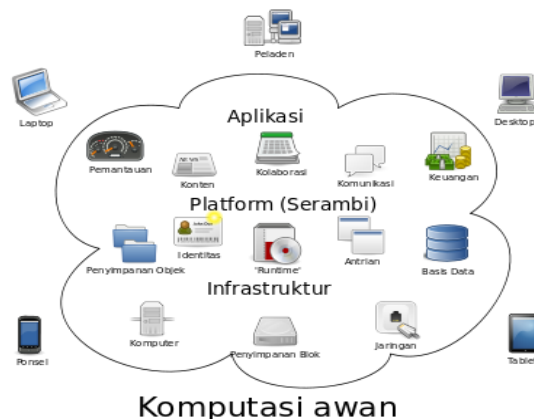 Peladen
Laptop
Desktop
Aplikasi
Pemantauan
NEWS
Konten
Kolaborasi
Komunikasi
Keuangan
Platform (Serambi)
Penyimpanan Objek
Identitas
'Runtime'
Antrian
Basis Data
Infrastruktur
Ponsel
Komputer
Penyimpanan Blok
Jaringan
Tablet
Komputasi awan